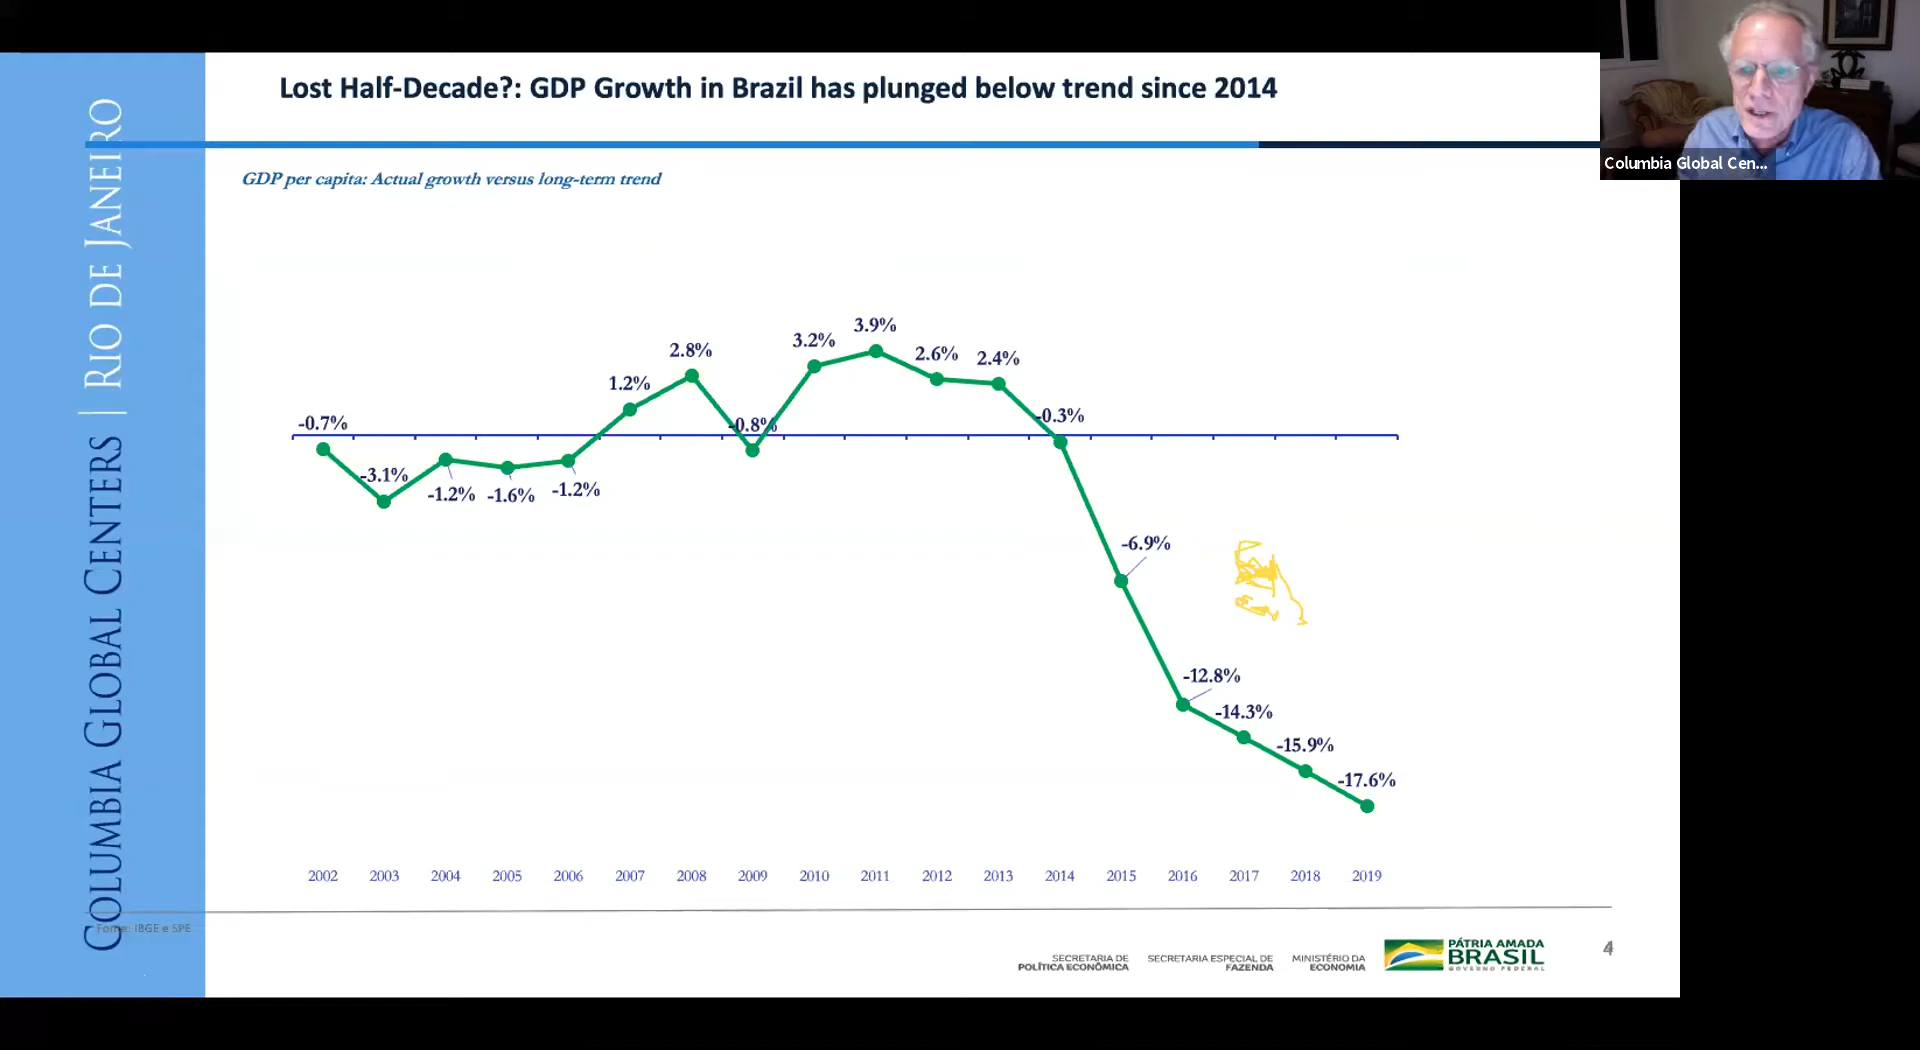 Lost Half-Decade?: GDP Growth in Brazil has plunged below trend since 2014
Columbia Global Cen...
GDP per capita: Actual growth versus long-term trend
COLUMBIA GLOBAL CENTERS | RIO DE JANEIRO
-0.7%
-3.1%
-1.2%
-1.6%
-1.2%
1.2%
2.8%
-0.8%
3.2%
3.9%
2.6%
2.4%
-0.3%
-6.9%
-12.8%
-14.3%
-15.9%
-17.6%
2002 2003 2004 2005 2006 2007 2008 2009 2010 2011 2012 2013 2014 2015 2016 2017 2018 2019
Fonte: IBGE e SPE
SECRETARIA DE
POLÍTICA ECONÔMICA
SECRETARIA ESPECIAL DE
FAZENDA
MINISTÉRIO DA
ECONOMIA
PÁTRIA AMADA
BRASIL
GOVERNO FEDERAL
4